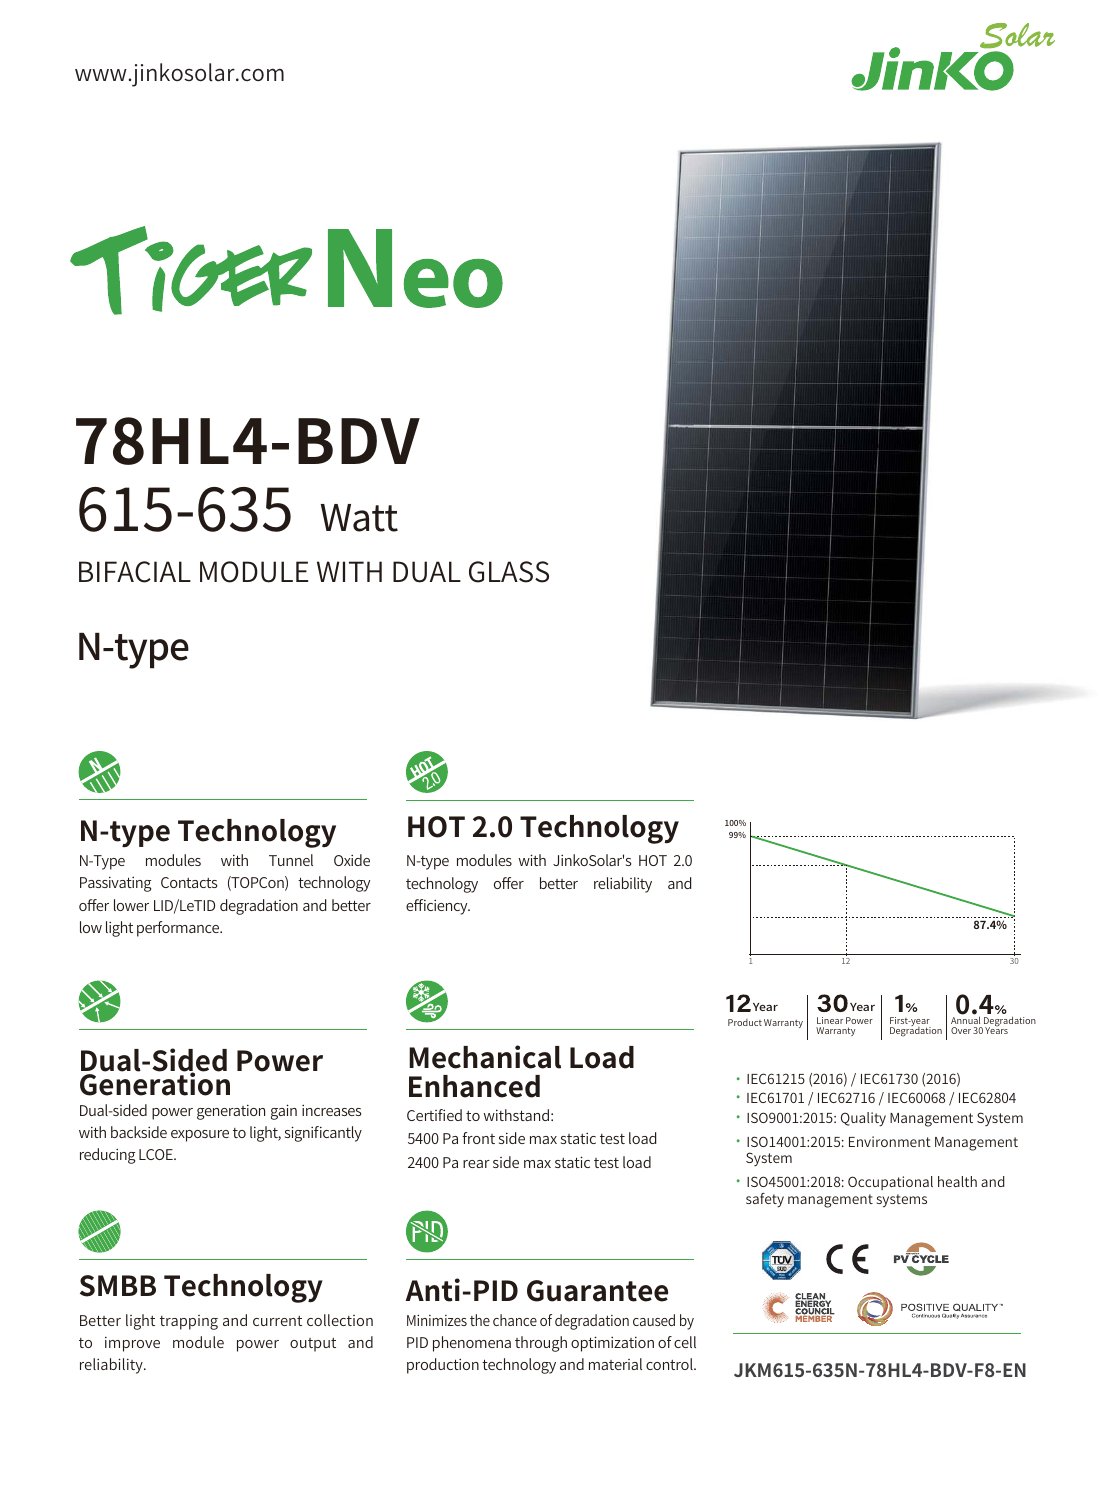 www.jinkosolar.com
Solar
JinKO
TiGER Neo
78HL4-BDV
615-635 Watt
BIFACIAL MODULE WITH DUAL GLASS
N-type
N
N-type Technology
N-Type modules with Tunnel Oxide
Passivating Contacts (TOPCon) technology
offer lower LID/LeTID degradation and better
low light performance.
HOT
2.0
HOT 2.0 Technology
N-type modules with JinkoSolar's HOT 2.0
technology offer better reliability and
efficiency.
Dual-Sided Power
Generation
Dual-sided power generation gain increases
with backside exposure to light, significantly
reducing LCOE.
Mechanical Load
Enhanced
Certified to withstand:
5400 Pa front side max static test load
2400 Pa rear side max static test load
SMBB Technology
Better light trapping and current collection
to improve module power output and
reliability.
PID
Anti-PID Guarantee
Minimizes the chance of degradation caused by
PID phenomena through optimization of cell
production technology and material control.
100%
99%
87.4%
1 12 30
12 Year
Product Warranty
30 Year
Linear Power
Warranty
1%
First-year
Degradation
0.4%
Annual Degradation
Over 30 Years
• IEC61215 (2016) / IEC61730 (2016)
• IEC61701 / IEC62716 / IEC60068 / IEC62804
• ISO9001:2015: Quality Management System
• ISO14001:2015: Environment Management
System
• ISO45001:2018: Occupational health and
safety management systems
TÜV
SÜD
CE
PV CYCLE
CLEAN
ENERGY
COUNCIL
MEMBER
POSITIVE QUALITY™
Continuous Quality Assurance
JKM615-635N-78HL4-BDV-F8-EN